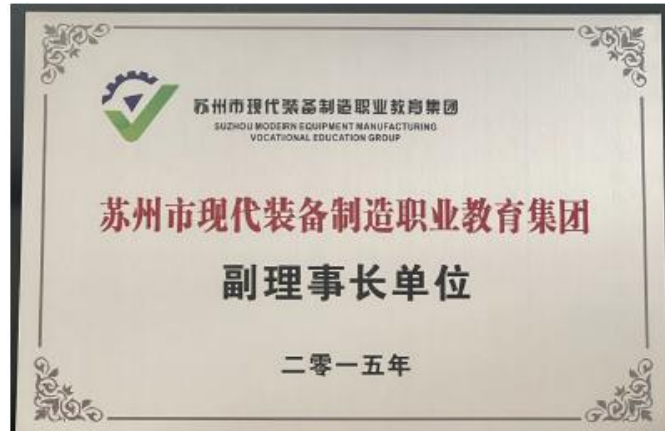 苏州市现代装备制造职业教育集团
SUZHOU MODERN EQUIPMENT MANUFACTURING
VOCATIONAL EDUCATION GROUP
苏州市现代装备制造职业教育集团
副理事长单位
二零一五年